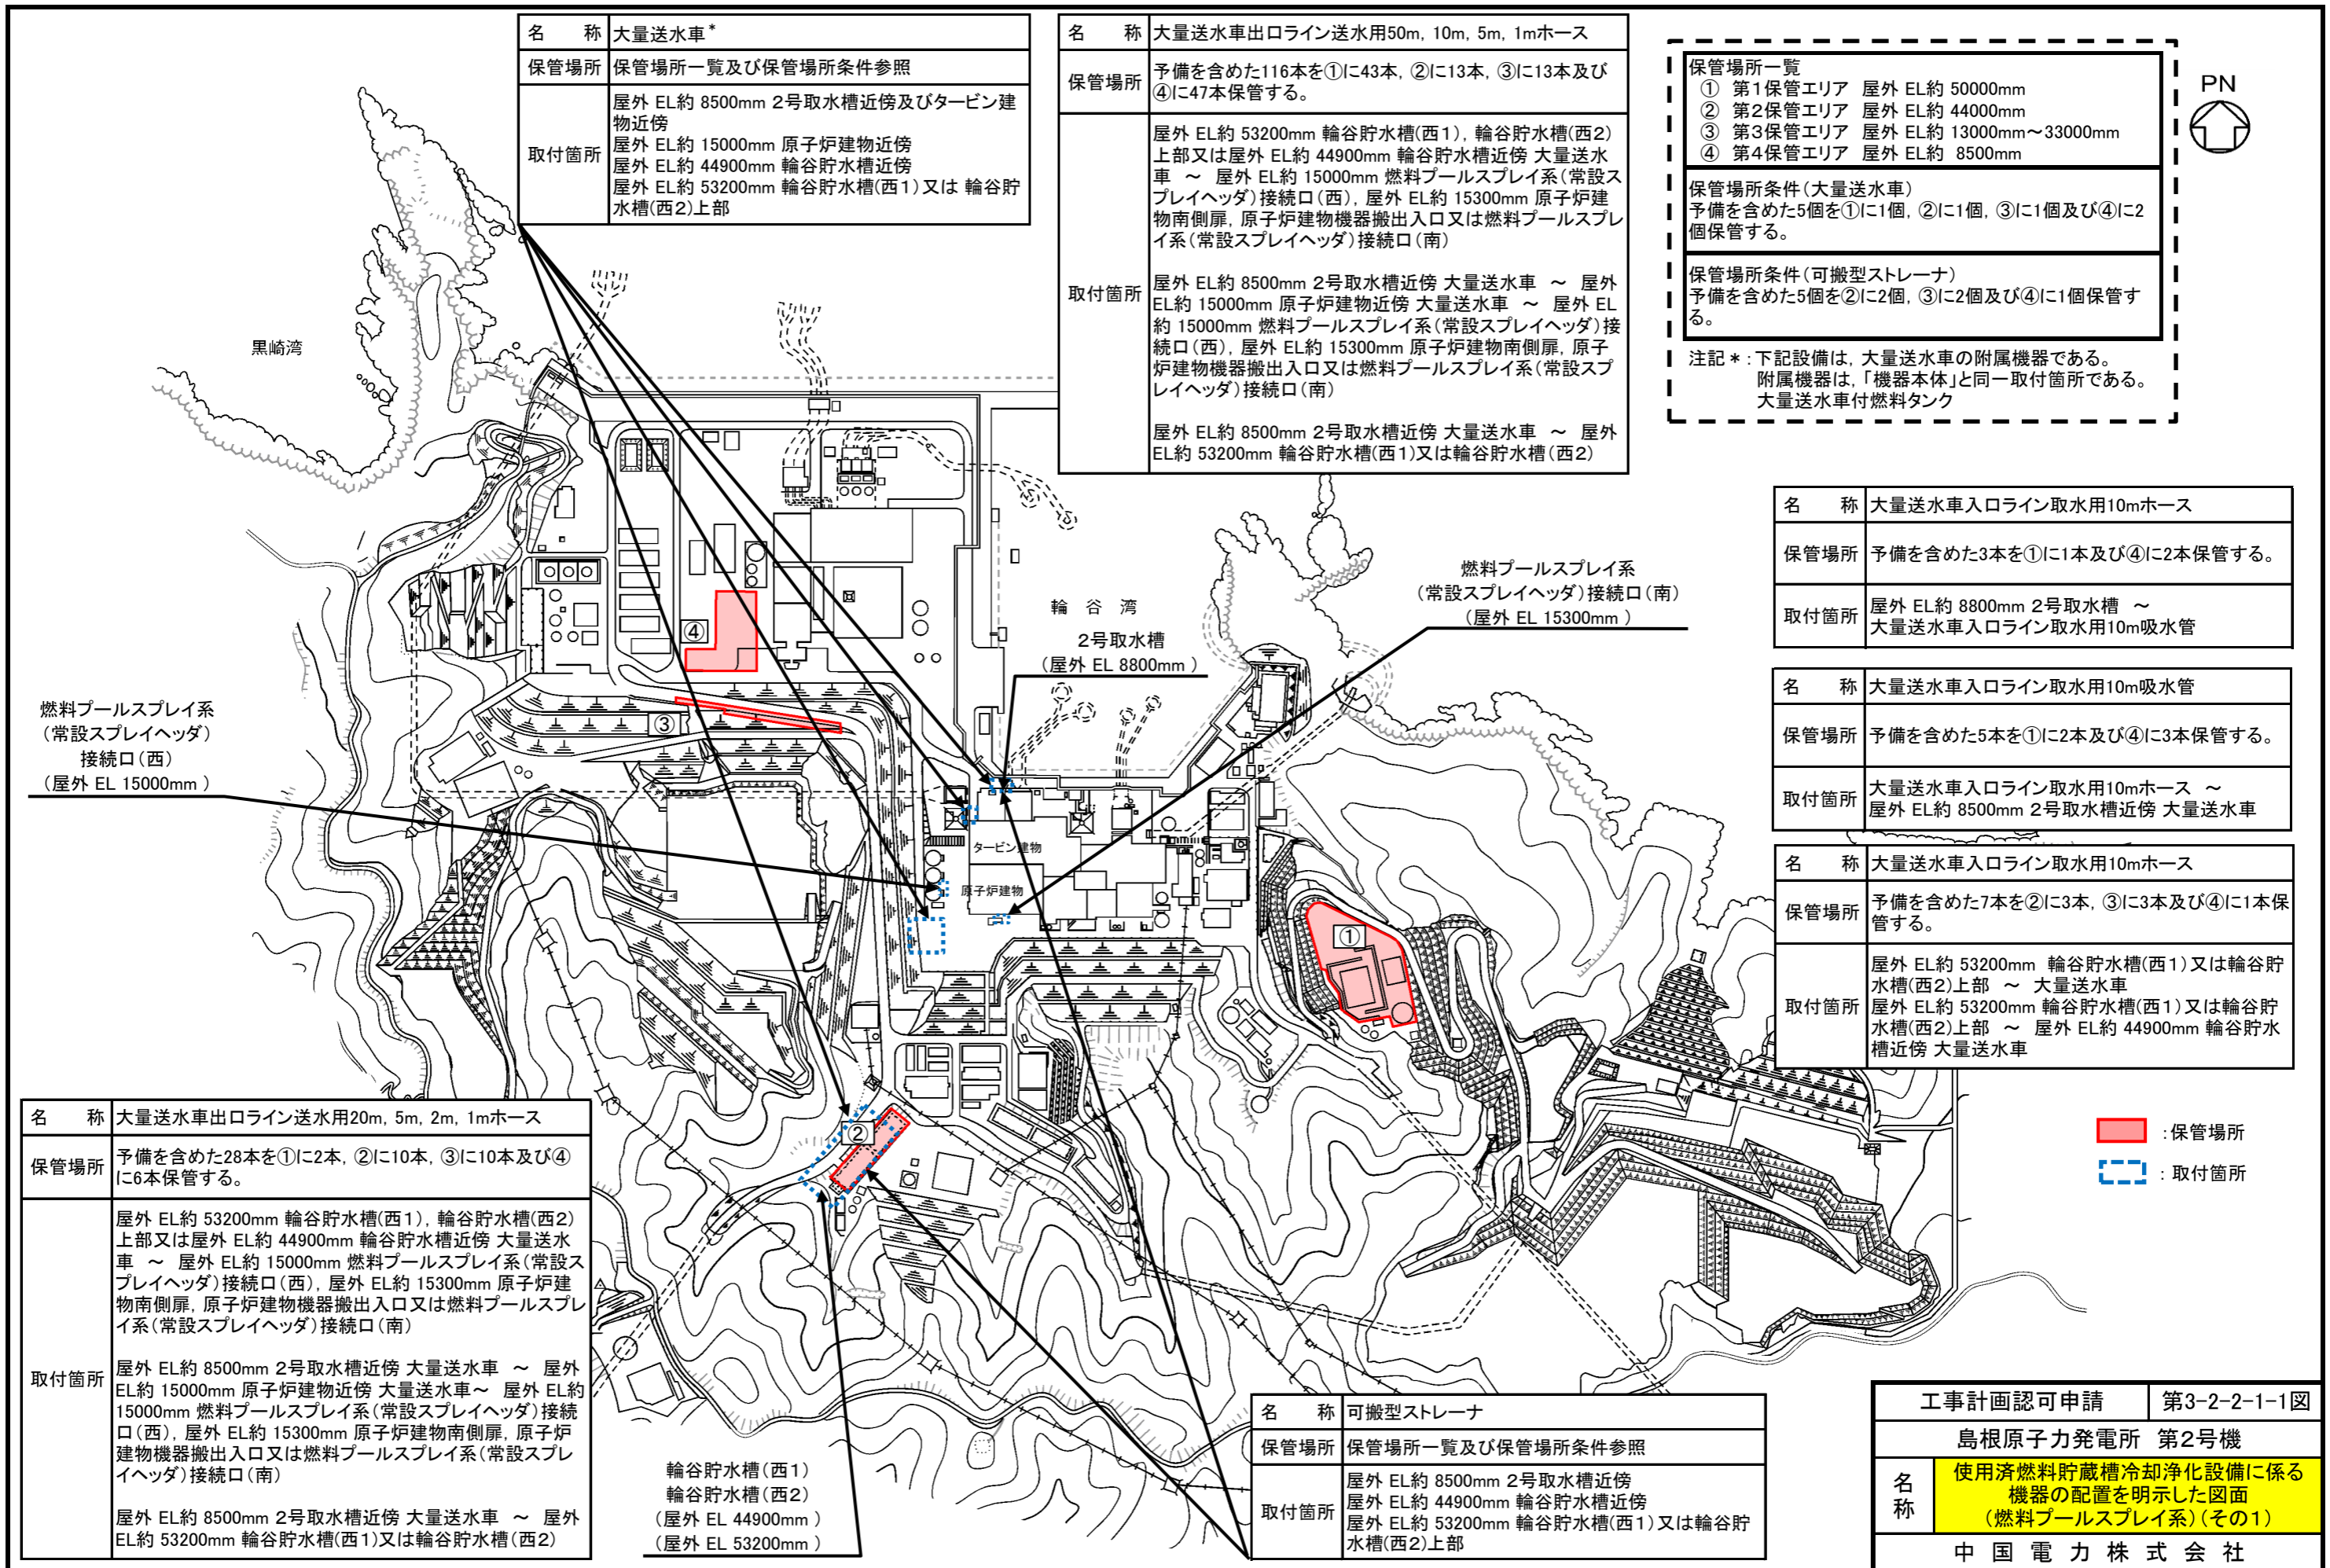 名　称 大量送水車＊
保管場所 保管場所一覧及び保管場所条件参照
取付箇所
屋外 EL約 8500mm 2号取水槽近傍及びタービン建
物近傍
屋外 EL約 15000mm 原子炉建物近傍
屋外 EL約 44900mm 輪谷貯水槽近傍
屋外 EL約 53200mm 輪谷貯水槽(西1)又は 輪谷貯
水槽(西2)上部
名　称 大量送水車出口ライン送水用50m, 10m, 5m, 1mホース
保管場所
予備を含めた116本を①に43本, ②に13本, ③に13本及び
④に47本保管する。
取付箇所
屋外 EL約 53200mm 輪谷貯水槽(西1), 輪谷貯水槽(西2)
上部又は屋外 EL約 44900mm 輪谷貯水槽近傍 大量送水
車 ～ 屋外 EL約 15000mm 燃料プールスプレイ系(常設ス
プレイヘッダ)接続口(西), 屋外 EL約 15300mm 原子炉建
物南側扉, 原子炉建物機器搬出入口又は燃料プールスプレ
イ系(常設スプレイヘッダ)接続口(南)
屋外 EL約 8500mm 2号取水槽近傍 大量送水車 ～ 屋外
EL約 15000mm 原子炉建物近傍 大量送水車 ～ 屋外 EL
約 15000mm 燃料プールスプレイ系(常設スプレイヘッダ)接
続口(西), 屋外 EL約 15300mm 原子炉建物南側扉, 原子
炉建物機器搬出入口又は燃料プールスプレイ系(常設スプ
レイヘッダ)接続口(南)
屋外 EL約 8500mm 2号取水槽近傍 大量送水車 ～ 屋外
EL約 53200mm 輪谷貯水槽(西1)又は輪谷貯水槽(西2)
保管場所一覧
① 第1保管エリア 屋外 EL約 50000mm
② 第2保管エリア 屋外 EL約 44000mm
③ 第3保管エリア 屋外 EL約 13000mm～33000mm
④ 第4保管エリア 屋外 EL約 8500mm
保管場所条件(大量送水車)
予備を含めた5個を①に1個, ②に1個, ③に1個及び④に2
個保管する。
保管場所条件(可搬型ストレーナ)
予備を含めた5個を②に2個, ③に2個及び④に1個保管す
る。
注記＊:下記設備は, 大量送水車の附属機器である。
附属機器は, 「機器本体」と同一取付箇所である。
大量送水車付燃料タンク
PN
黒崎湾
名　称 大量送水車入口ライン取水用10mホース
保管場所 予備を含めた3本を①に1本及び④に2本保管する。
取付箇所
屋外 EL約 8800mm 2号取水槽 ～
大量送水車入口ライン取水用10m吸水管
燃料プールスプレイ系
(常設スプレイヘッダ)接続口(南)
(屋外 EL 15300mm )
輪 谷 湾
2号取水槽
(屋外 EL 8800mm )
④
③
燃料プールスプレイ系
(常設スプレイヘッダ)
接続口(西)
(屋外 EL 15000mm )
名　称 大量送水車入口ライン取水用10m吸水管
保管場所 予備を含めた5本を①に2本及び④に3本保管する。
取付箇所
大量送水車入口ライン取水用10mホース ～
屋外 EL約 8500mm 2号取水槽近傍 大量送水車
タービン建物
原子炉建物
①
名　称 大量送水車入口ライン取水用10mホース
保管場所
予備を含めた7本を②に3本, ③に3本及び④に1本保
管する。
取付箇所
屋外 EL約 53200mm 輪谷貯水槽(西1)又は輪谷貯
水槽(西2)上部 ～ 大量送水車
屋外 EL約 53200mm 輪谷貯水槽(西1)又は輪谷貯
水槽(西2)上部 ～ 屋外 EL約 44900mm 輪谷貯水
槽近傍 大量送水車
②
:保管場所
:取付箇所
名　称 大量送水車出口ライン送水用20m, 5m, 2m, 1mホース
保管場所
予備を含めた28本を①に2本, ②に10本, ③に10本及び④
に6本保管する。
取付箇所
屋外 EL約 53200mm 輪谷貯水槽(西1), 輪谷貯水槽(西2)
上部又は屋外 EL約 44900mm 輪谷貯水槽近傍 大量送水
車 ～ 屋外 EL約 15000mm 燃料プールスプレイ系(常設ス
プレイヘッダ)接続口(西), 屋外 EL約 15300mm 原子炉建
物南側扉, 原子炉建物機器搬出入口又は燃料プールスプレ
イ系(常設スプレイヘッダ)接続口(南)
屋外 EL約 8500mm 2号取水槽近傍 大量送水車 ～ 屋外
EL約 15000mm 原子炉建物近傍 大量送水車～ 屋外 EL約
15000mm 燃料プールスプレイ系(常設スプレイヘッダ)接続
口(西), 屋外 EL約 15300mm 原子炉建物南側扉, 原子炉
建物機器搬出入口又は燃料プールスプレイ系(常設スプレ
イヘッダ)接続口(南)
屋外 EL約 8500mm 2号取水槽近傍 大量送水車 ～ 屋外
EL約 53200mm 輪谷貯水槽(西1)又は輪谷貯水槽(西2)
輪谷貯水槽(西1)
輪谷貯水槽(西2)
(屋外 EL 44900mm )
(屋外 EL 53200mm )
名　称 可搬型ストレーナ
保管場所 保管場所一覧及び保管場所条件参照
取付箇所
屋外 EL約 8500mm 2号取水槽近傍
屋外 EL約 44900mm 輪谷貯水槽近傍
屋外 EL約 53200mm 輪谷貯水槽(西1)又は輪谷貯
水槽(西2)上部
工事計画認可申請 第3-2-2-1-1図
島根原子力発電所 第2号機
名称
使用済燃料貯蔵槽冷却浄化設備に係る
機器の配置を明示した図面
(燃料プールスプレイ系)(その1)
中 国 電 力 株 式 会 社